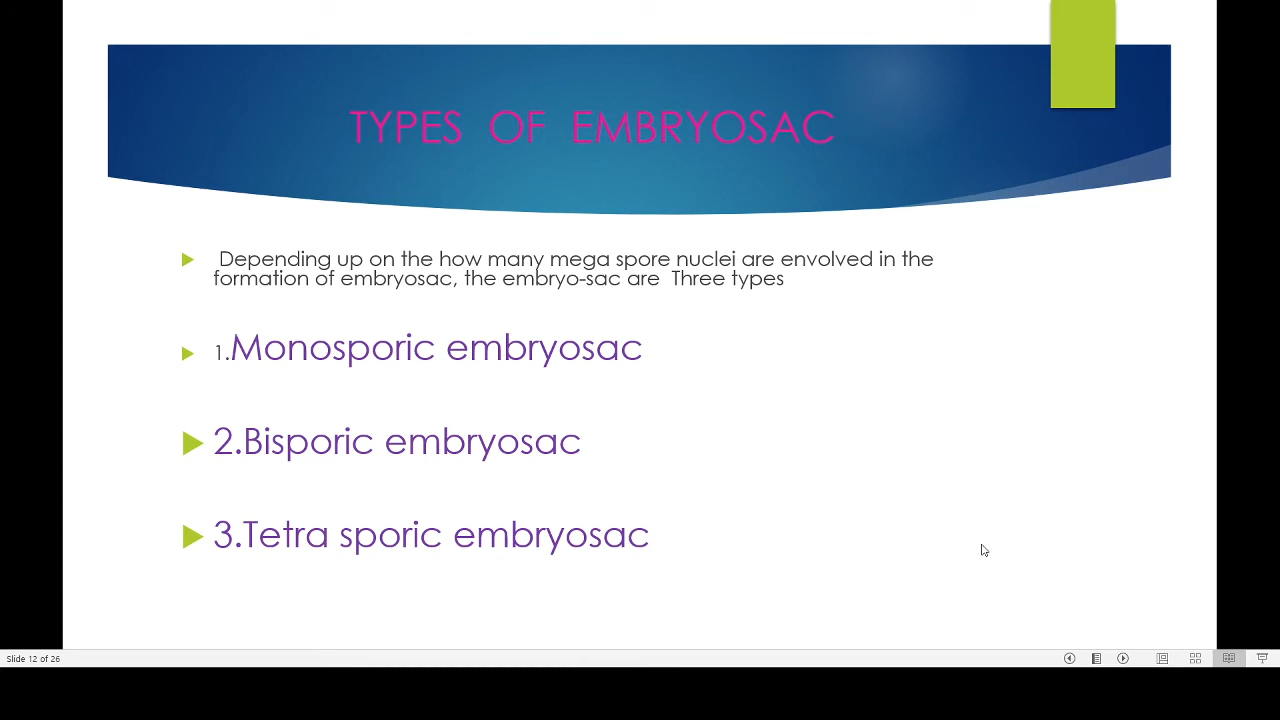 TYPES OF EMBRYOSAC
Depending up on the how many mega spore nuclei are envolved in the
formation of embryosac, the embryo-sac are Three types
1.Monosporic embryosac
2.Bisporic embryosac
3.Tetra sporic embryosac
Slide 12 of 26